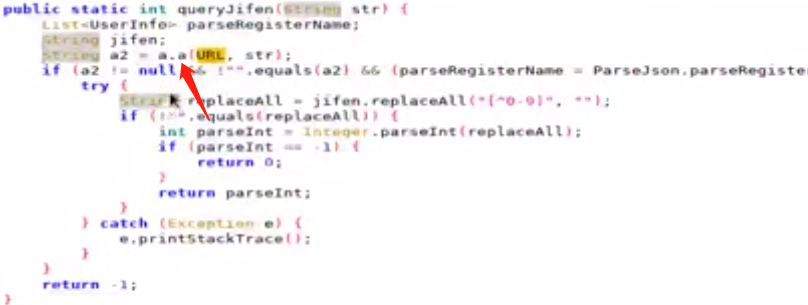 public static int queryJifen(String str) {
List<UserInfo> parseRegisterName;
String jifen;
String a2 = a.a(URL, str);
if (a2 != null && !"".equals(a2) && (parseRegisterName = ParseJson.parseRegister
try {
String replaceAll = jifen.replaceAll("[^0-9]", "");
if (!"".equals(replaceAll)) {
int parseInt = Integer.parseInt(replaceAll);
if (parseInt == -1) {
return 0;
}
return parseInt;
}
} catch (Exception e) {
e.printStackTrace();
}
}
return -1;
}